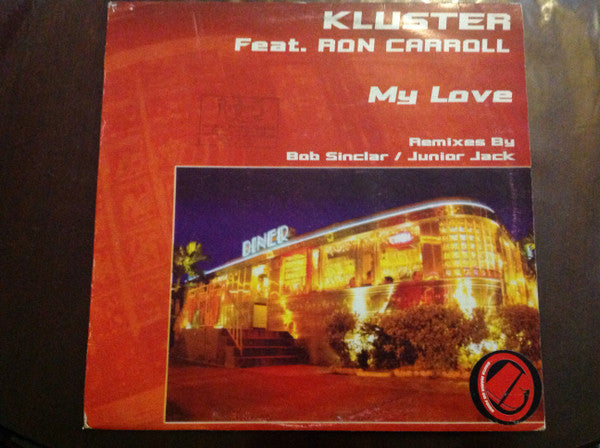 KLUSTER
Feat. RON CARROLL
My Love
Remixes By
Bob Sinclar / Junior Jack
DINER